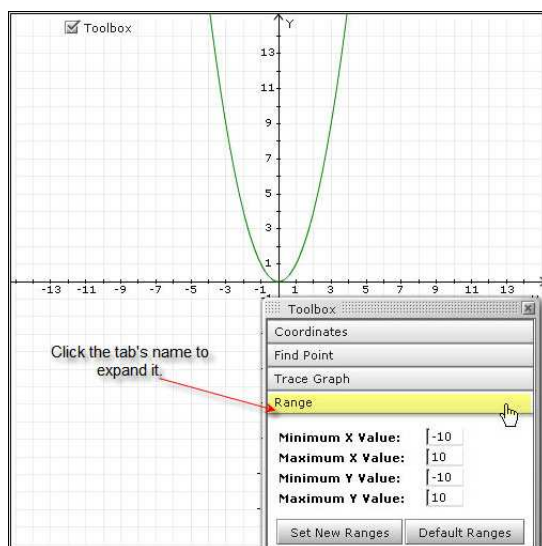 Toolbox
Y
13
11
9
7
5
3
1
-13 -11 -9 -7 -5 -3 -1 1 3 5 7 9 11 13
Toolbox
Coordinates
Find Point
Trace Graph
Range
Click the tab's name to
expand it.
Minimum X Value: -10
Maximum X Value: 10
Minimum Y Value: -10
Maximum Y Value: 10
Set New Ranges Default Ranges